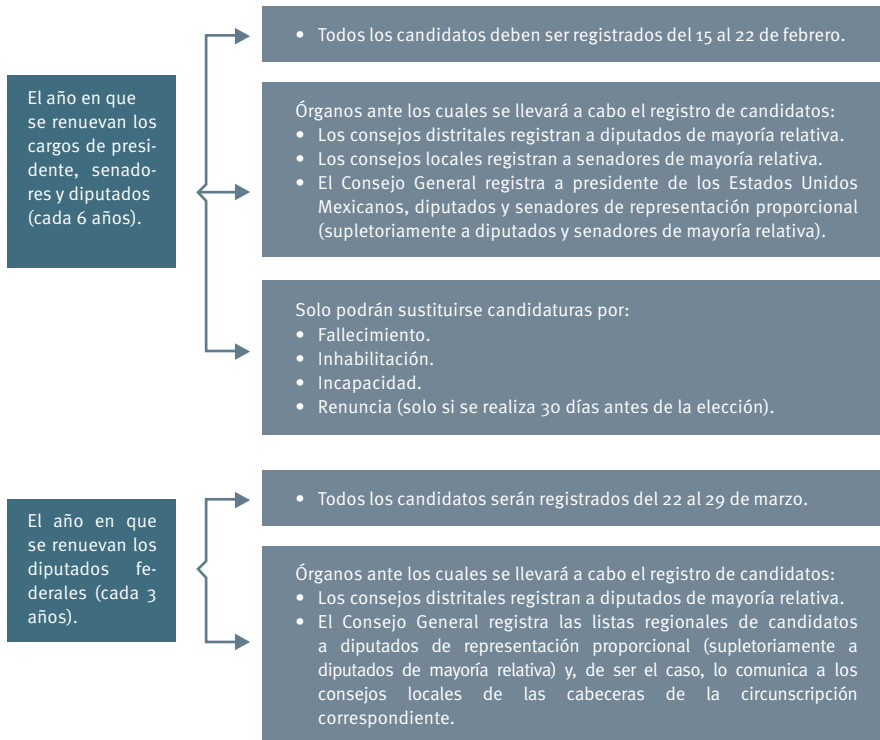 El año en que
se renuevan los
cargos de presi-
dente, senado-
res y diputados
(cada 6 años).
• Todos los candidatos deben ser registrados del 15 al 22 de febrero.
Órganos ante los cuales se llevará a cabo el registro de candidatos:
• Los consejos distritales registran a diputados de mayoría relativa.
• Los consejos locales registran a senadores de mayoría relativa.
• El Consejo General registra a presidente de los Estados Unidos
Mexicanos, diputados y senadores de representación proporcional
(supletoriamente a diputados y senadores de mayoría relativa).
Solo podrán sustituirse candidaturas por:
• Fallecimiento.
• Inhabilitación.
• Incapacidad.
• Renuncia (solo si se realiza 30 días antes de la elección).
El año en que
se renuevan los
diputados fe-
derales (cada 3
años).
• Todos los candidatos serán registrados del 22 al 29 de marzo.
Órganos ante los cuales se llevará a cabo el registro de candidatos:
• Los consejos distritales registran a diputados de mayoría relativa.
• El Consejo General registra las listas regionales de candidatos
a diputados de representación proporcional (supletoriamente a
diputados de mayoría relativa) y, de ser el caso, lo comunica a los
consejos locales de las cabeceras de la circunscripción
correspondiente.